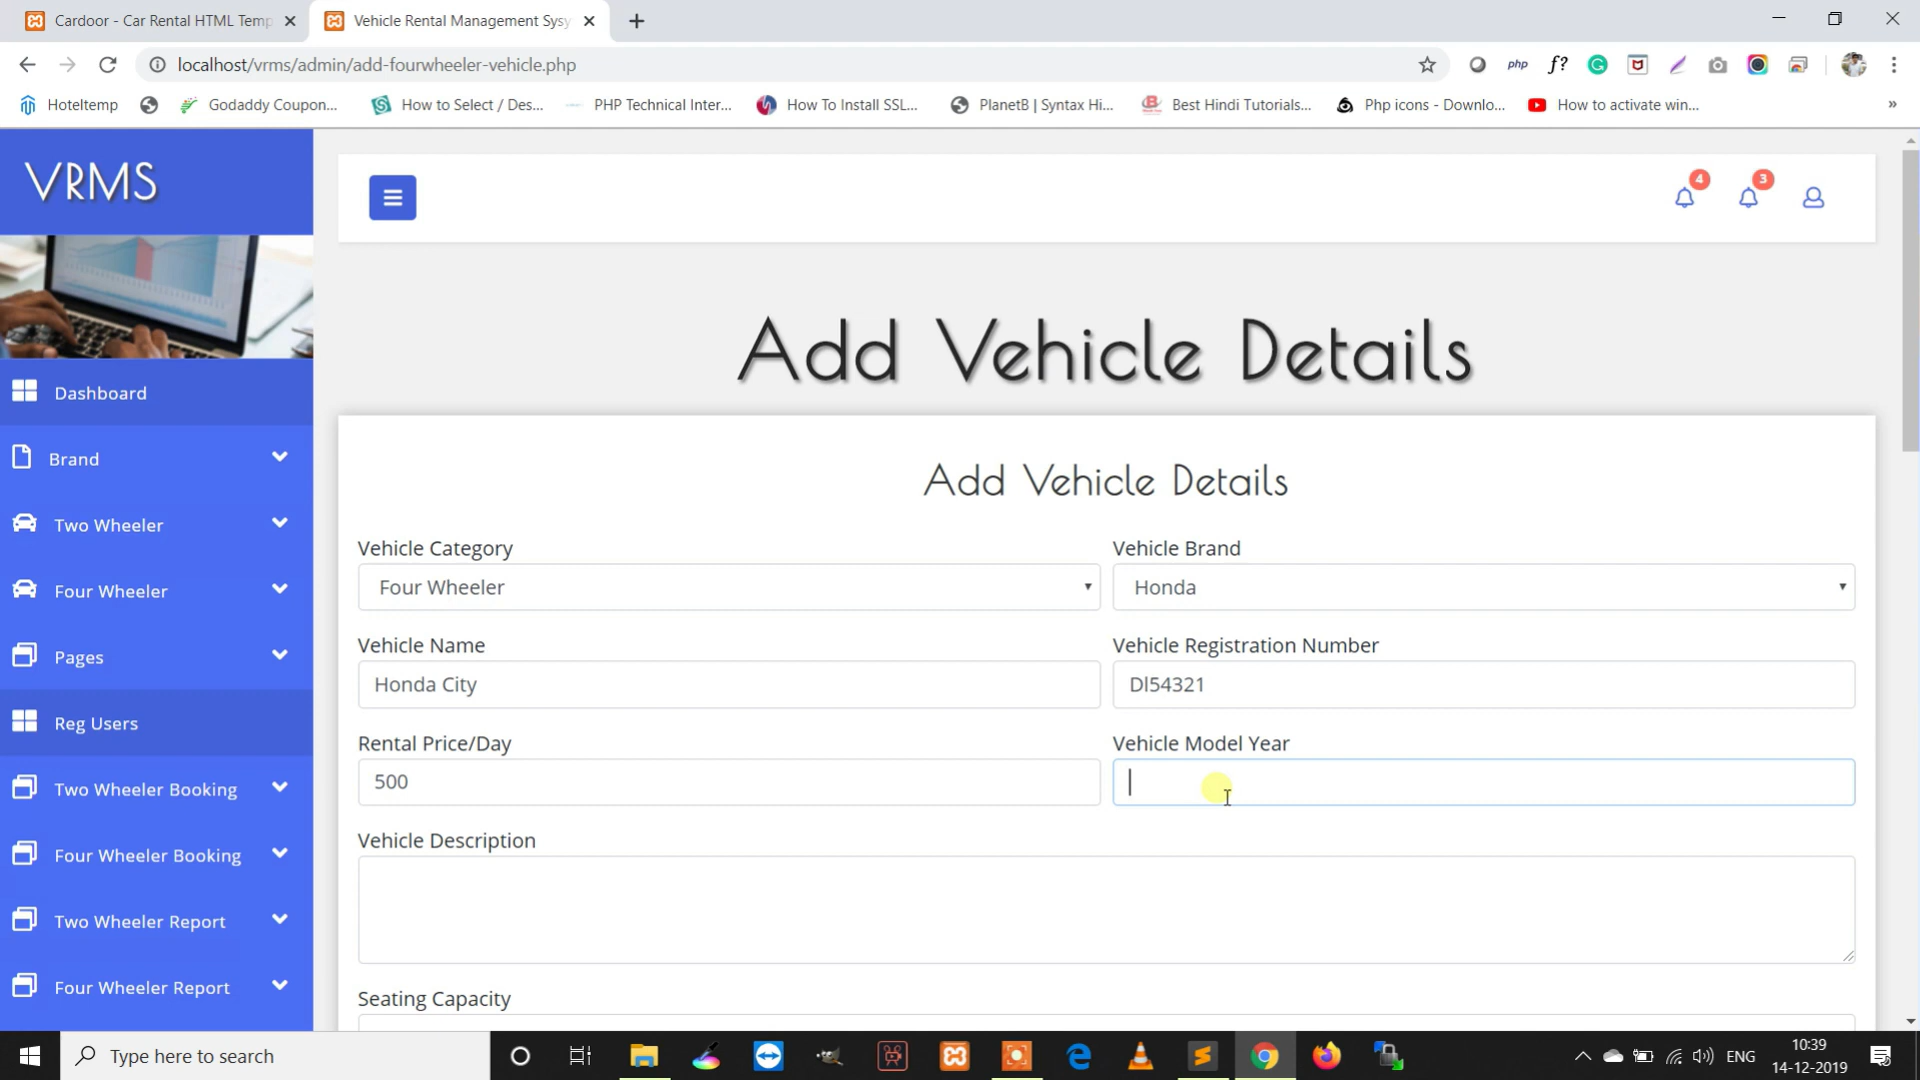 Cardoor - Car Rental HTML Temp
Vehicle Rental Management Sysy
localhost/vrms/admin/add-fourwheeler-vehicle.php
php
f?
Hoteltemp
Godaddy Coupon...
How to Select / Des...
PHP Technical Inter...
How To Install SSL...
PlanetB | Syntax Hi...
Best Hindi Tutorials...
Php icons - Downlo...
How to activate win...
»
VRMS
4
3
Dashboard
Brand
Two Wheeler
Four Wheeler
Pages
Reg Users
Two Wheeler Booking
Four Wheeler Booking
Two Wheeler Report
Four Wheeler Report
Add Vehicle Details
Add Vehicle Details
Vehicle Category
Vehicle Brand
Four Wheeler
Honda
Vehicle Name
Vehicle Registration Number
Honda City
Dl54321
Rental Price/Day
Vehicle Model Year
500
Vehicle Description
Seating Capacity
Type here to search
ENG
10:39
14-12-2019